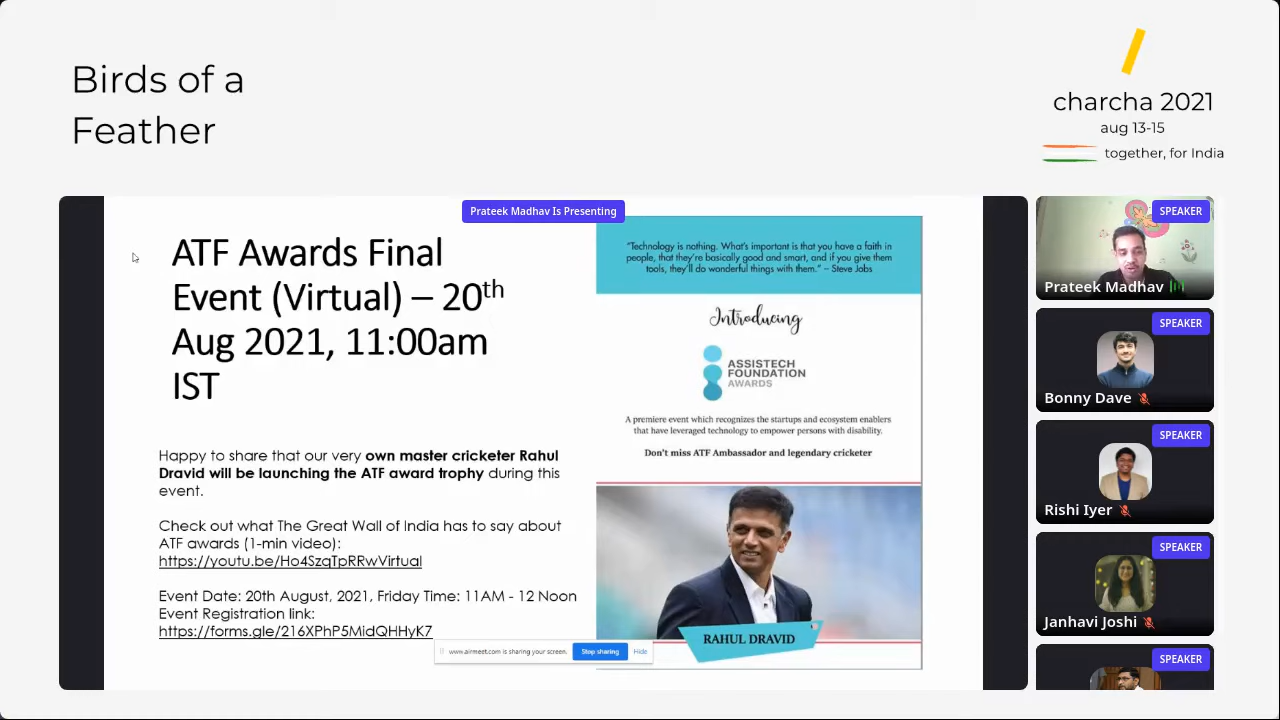 Birds of a
Feather
charcha 2021
aug 13-15
together, for India
Prateek Madhav Is Presenting
ATF Awards Final
Event (Virtual) – 20th
Aug 2021, 11:00am
IST
Happy to share that our very own master cricketer Rahul
Dravid will be launching the ATF award trophy during this
event.
Check out what The Great Wall of India has to say about
ATF awards (1-min video):
https://youtu.be/Ho4SzqTpRRwVirtual
Event Date: 20th August, 2021, Friday Time: 11AM - 12 Noon
Event Registration link:
https://forms.gle/216XPhP5MidQHHyK7
"Technology is nothing. What's important is that you have a faith in
people, that they're basically good and smart, and if you give them
tools, they'll do wonderful things with them." – Steve Jobs
Introducing
ASSISTECH
FOUNDATION
AWARDS
A premiere event which recognizes the startups and ecosystem enablers
that have leveraged technology to empower persons with disability.
Don't miss ATF Ambassador and legendary cricketer
RAHUL DRAVID
www.airmeet.com is sharing your screen.
Stop sharing
Hide
SPEAKER
Prateek Madhav
SPEAKER
Bonny Dave
SPEAKER
Rishi Iyer
SPEAKER
Janhavi Joshi
SPEAKER